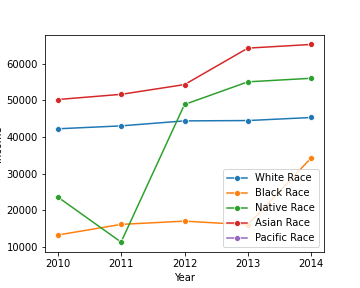 60000
50000
40000
30000
20000
10000
2010 2011 2012 2013 2014
Year
White Race
Black Race
Native Race
Asian Race
Pacific Race